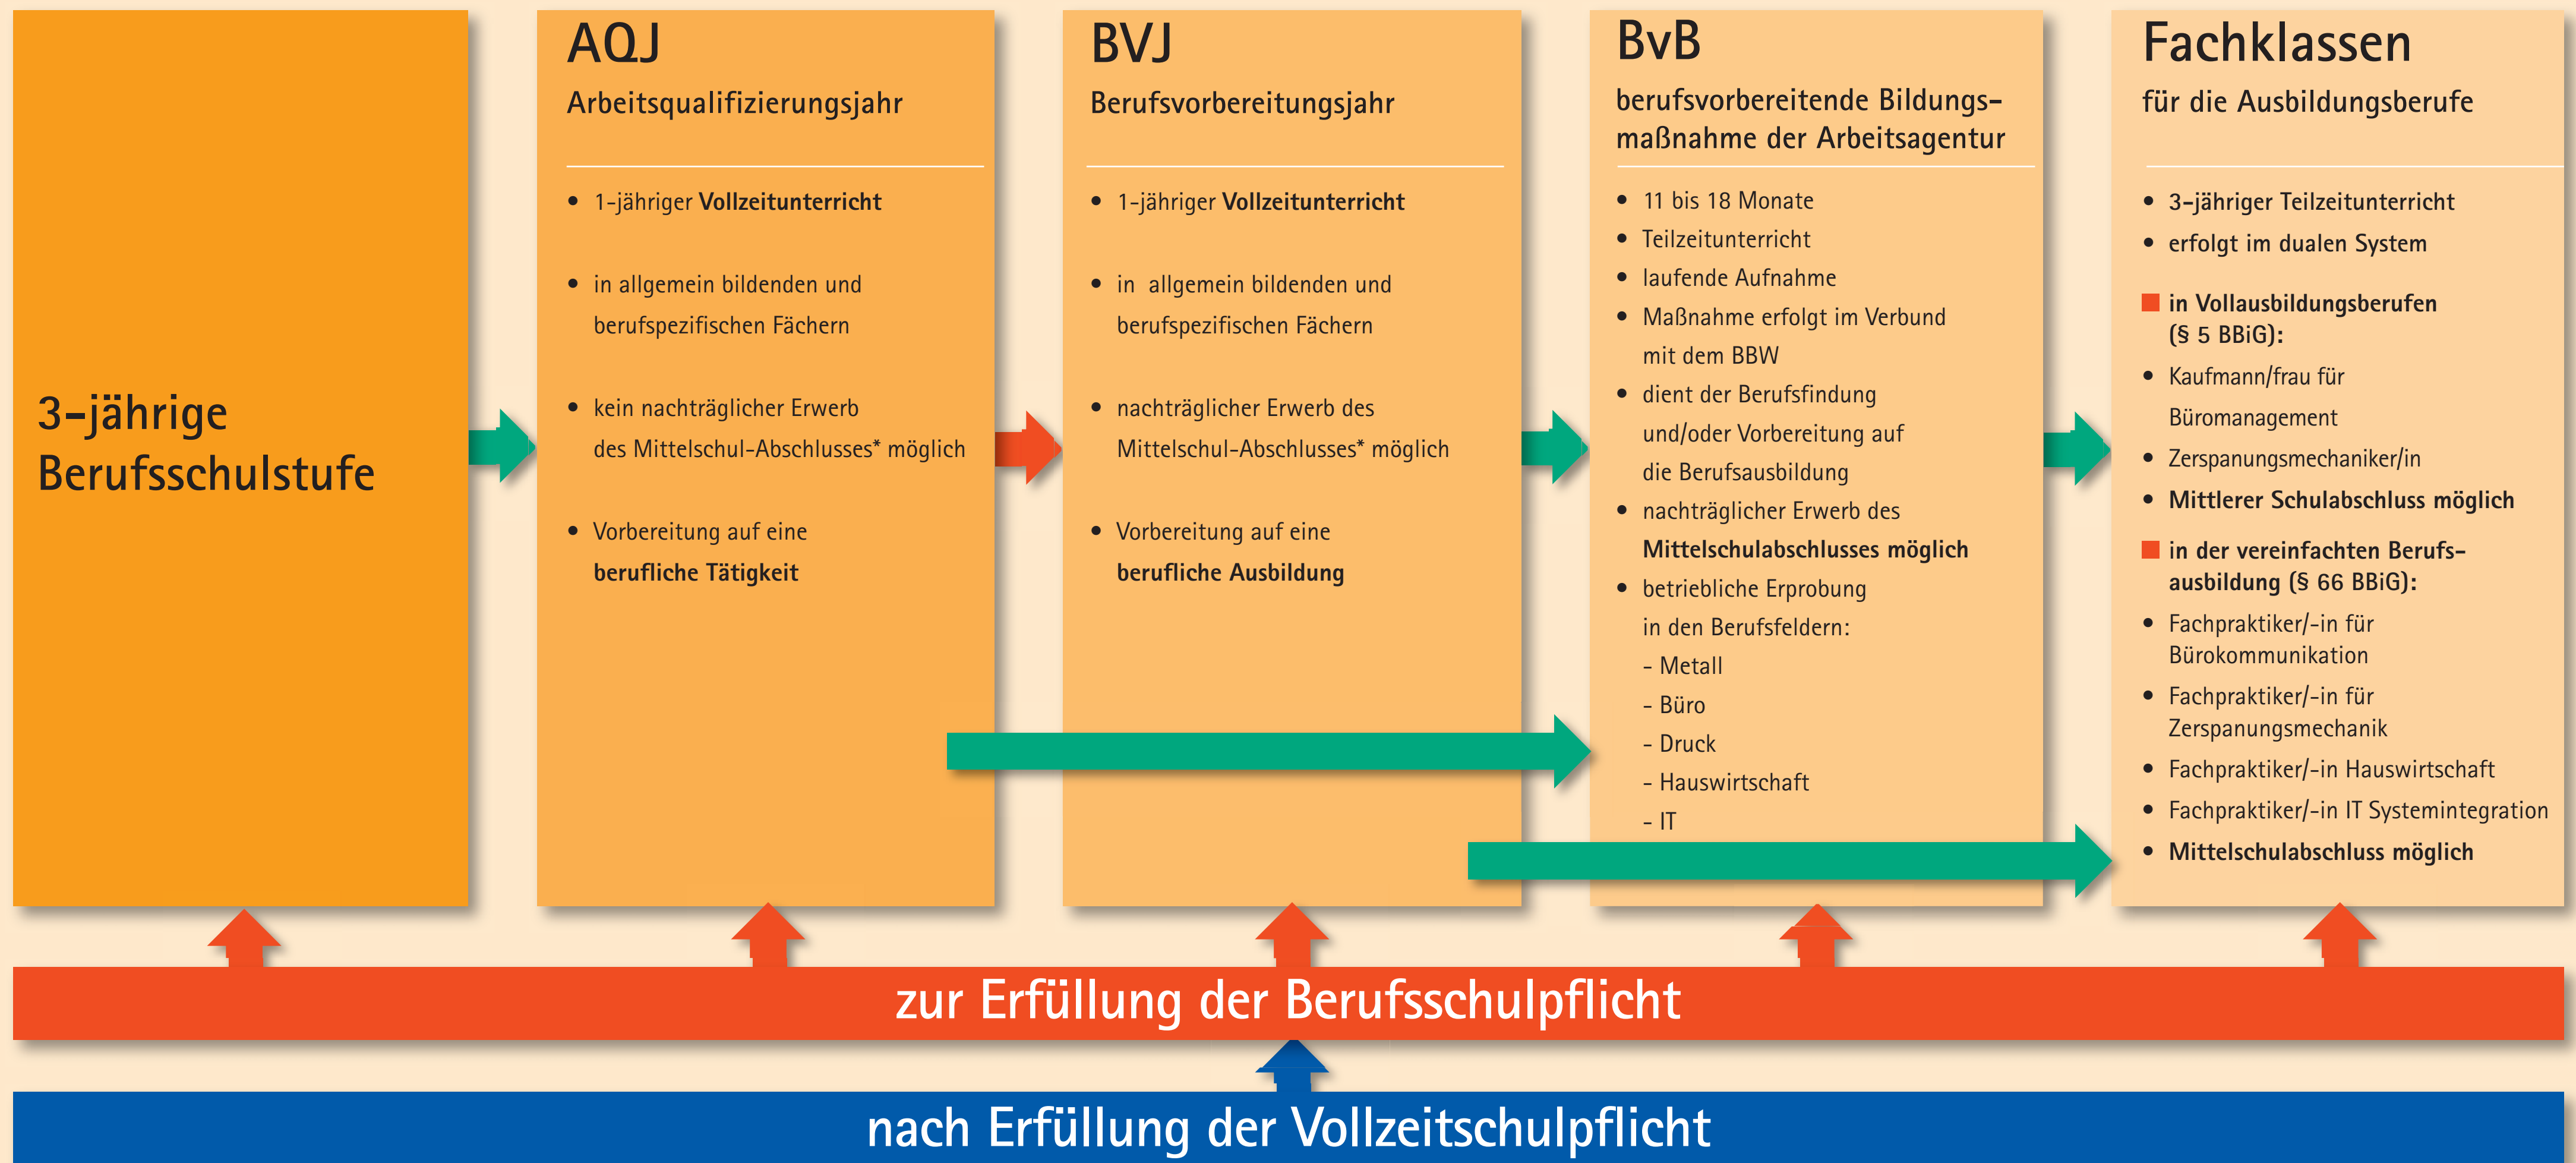 3-jährige
Berufsschulstufe
AQJ
Arbeitsqualifizierungsjahr
• 1-jähriger Vollzeitunterricht
• in allgemein bildenden und
berufspezifischen Fächern
• kein nachträglicher Erwerb
des Mittelschul-Abschlusses* möglich
• Vorbereitung auf eine
berufliche Tätigkeit
BVJ
Berufsvorbereitungsjahr
• 1-jähriger Vollzeitunterricht
• in allgemein bildenden und
berufspezifischen Fächern
• nachträglicher Erwerb des
Mittelschul-Abschlusses* möglich
• Vorbereitung auf eine
berufliche Ausbildung
BvB
berufsvorbereitende Bildungs-
maßnahme der Arbeitsagentur
• 11 bis 18 Monate
• Teilzeitunterricht
• laufende Aufnahme
• Maßnahme erfolgt im Verbund
mit dem BBW
• dient der Berufsfindung
und/oder Vorbereitung auf
die Berufsausbildung
• nachträglicher Erwerb des
Mittelschulabschlusses möglich
• betriebliche Erprobung
in den Berufsfeldern:
- Metall
- Büro
- Druck
- Hauswirtschaft
- IT
Fachklassen
für die Ausbildungsberufe
• 3-jähriger Teilzeitunterricht
• erfolgt im dualen System
in Vollausbildungsberufen
(§ 5 BBiG):
• Kaufmann/frau für
Büromanagement
• Zerspanungsmechaniker/in
• Mittlerer Schulabschluss möglich
in der vereinfachten Berufs-
ausbildung (§ 66 BBiG):
• Fachpraktiker/-in für
Bürokommunikation
• Fachpraktiker/-in für
Zerspanungsmechanik
• Fachpraktiker/-in Hauswirtschaft
• Fachpraktiker/-in IT Systemintegration
• Mittelschulabschluss möglich
zur Erfüllung der Berufsschulpflicht
nach Erfüllung der Vollzeitschulpflicht